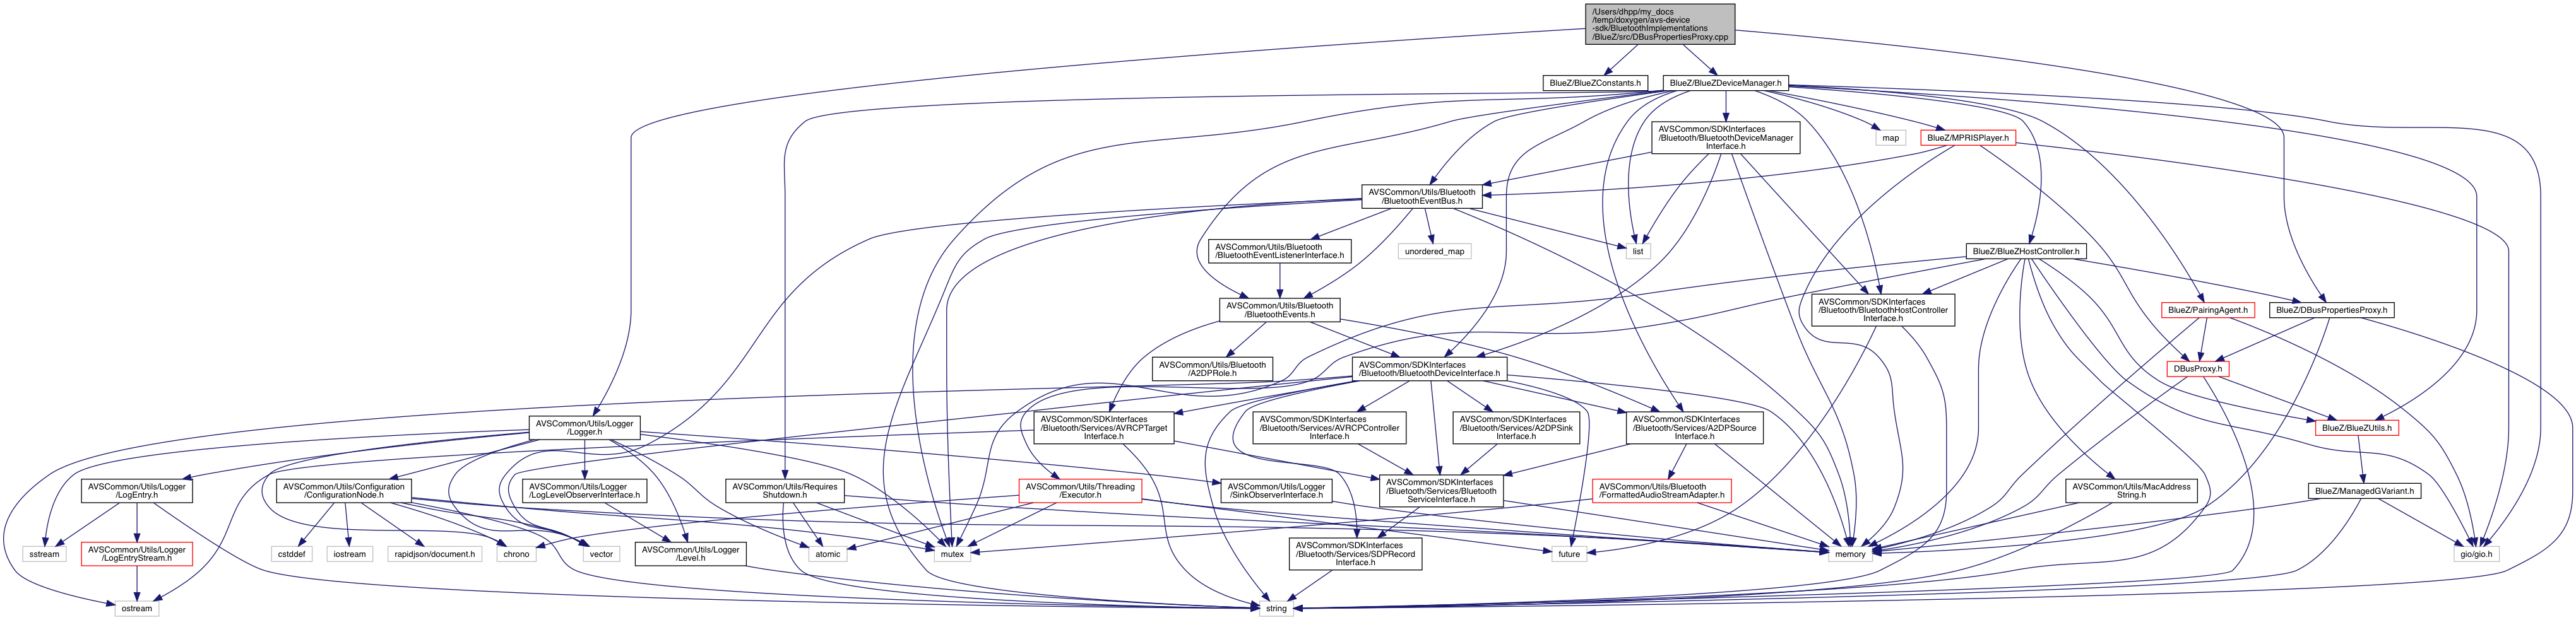 /Users/dhpp/my_docs
/temp/doxygen/avs-device
-sdk/BluetoothImplementations
/BlueZ/src/DBusPropertiesProxy.cpp
BlueZ/BlueZConstants.h
BlueZ/BlueZDeviceManager.h
AVSCommon/SDKInterfaces
/Bluetooth/BluetoothDeviceManager
Interface.h
map
BlueZ/MPRISPlayer.h
AVSCommon/Utils/Bluetooth
/BluetoothEventBus.h
AVSCommon/Utils/Bluetooth
/BluetoothEventListenerInterface.h
unordered_map
list
BlueZ/BlueZHostController.h
AVSCommon/Utils/Bluetooth
/BluetoothEvents.h
AVSCommon/SDKInterfaces
/Bluetooth/BluetoothHostController
Interface.h
BlueZ/PairingAgent.h
BlueZ/DBusPropertiesProxy.h
AVSCommon/Utils/Bluetooth
/A2DPRole.h
AVSCommon/SDKInterfaces
/Bluetooth/BluetoothDeviceInterface.h
DBusProxy.h
AVSCommon/Utils/Logger
/Logger.h
AVSCommon/SDKInterfaces
/Bluetooth/Services/AVRCPTarget
Interface.h
AVSCommon/SDKInterfaces
/Bluetooth/Services/AVRCPController
Interface.h
AVSCommon/SDKInterfaces
/Bluetooth/Services/A2DPSink
Interface.h
AVSCommon/SDKInterfaces
/Bluetooth/Services/A2DPSource
Interface.h
BlueZ/BlueZUtils.h
AVSCommon/Utils/Logger
/LogEntry.h
AVSCommon/Utils/Configuration
/ConfigurationNode.h
AVSCommon/Utils/Logger
/LogLevelObserverInterface.h
AVSCommon/Utils/Requires
Shutdown.h
AVSCommon/Utils/Threading
/Executor.h
AVSCommon/Utils/Logger
/SinkObserverInterface.h
AVSCommon/SDKInterfaces
/Bluetooth/Services/Bluetooth
ServiceInterface.h
AVSCommon/Utils/Bluetooth
/FormattedAudioStreamAdapter.h
AVSCommon/Utils/MacAddress
String.h
BlueZ/ManagedGVariant.h
sstream
AVSCommon/Utils/Logger
/LogEntryStream.h
cstddef
iostream
rapidjson/document.h
chrono
vector
AVSCommon/Utils/Logger
/Level.h
atomic
mutex
AVSCommon/SDKInterfaces
/Bluetooth/Services/SDPRecord
Interface.h
future
memory
gio/gio.h
ostream
string